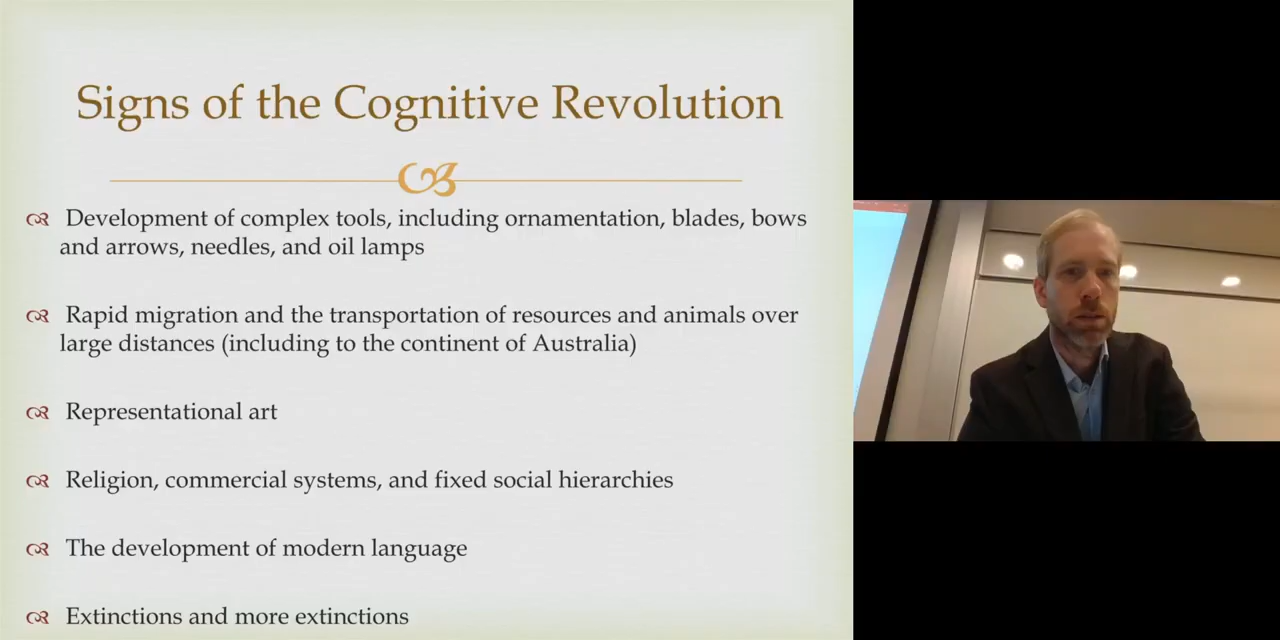 Signs of the Cognitive Revolution
Development of complex tools, including ornamentation, blades, bows
and arrows, needles, and oil lamps
Rapid migration and the transportation of resources and animals over
large distances (including to the continent of Australia)
Representational art
Religion, commercial systems, and fixed social hierarchies
The development of modern language
Extinctions and more extinctions